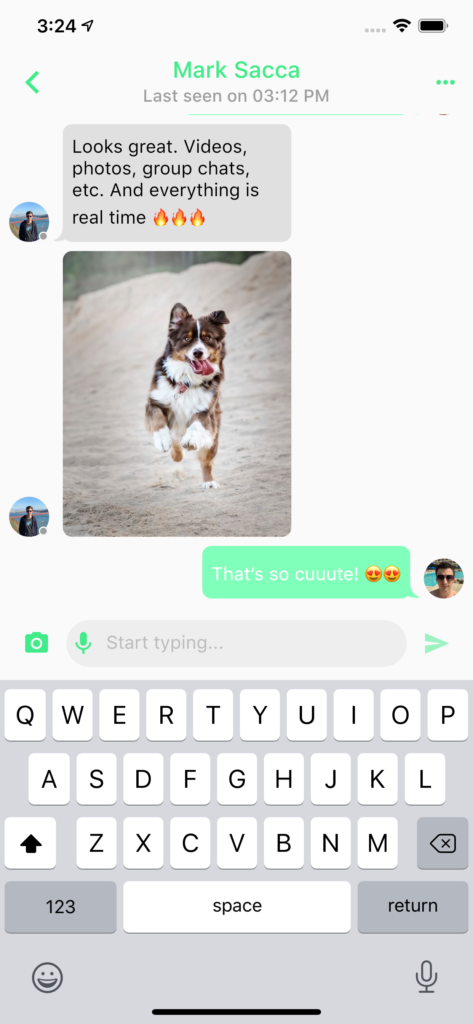 3:24
Mark Sacca
Last seen on 03:12 PM
Looks great. Videos,
photos, group chats,
etc. And everything is
real time 🔥🔥🔥
That's so cuuute! 😍😍
Start typing...
Q W E R T Y U I O P
A S D F G H J K L
Z X C V B N M
123 space return